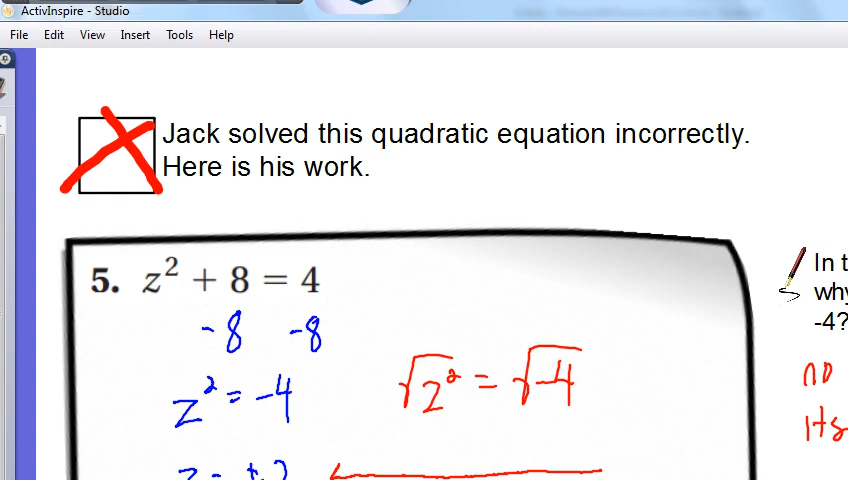 ActivInspire - Studio
File Edit View Insert Tools Help
Jack solved this quadratic equation incorrectly.
Here is his work.
5. z² + 8 = 4
-8 -8
z² = -4
√z² = √-4
In t
why
-4?
no
Its